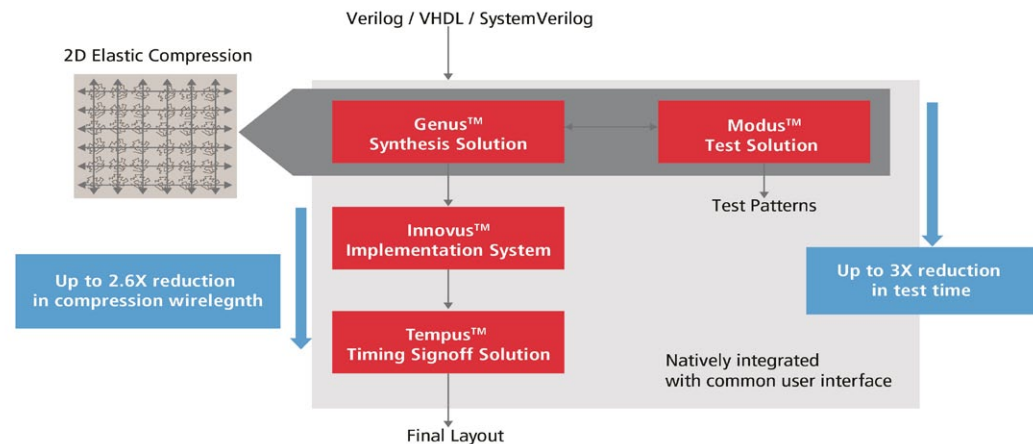 Verilog / VHDL / SystemVerilog
2D Elastic Compression
Genus™
Synthesis Solution
Modus™
Test Solution
Test Patterns
Innovus™
Implementation System
Up to 2.6X reduction
in compression wirelegnth
Up to 3X reduction
in test time
Tempus™
Timing Signoff Solution
Natively integrated
with common user interface
Final Layout